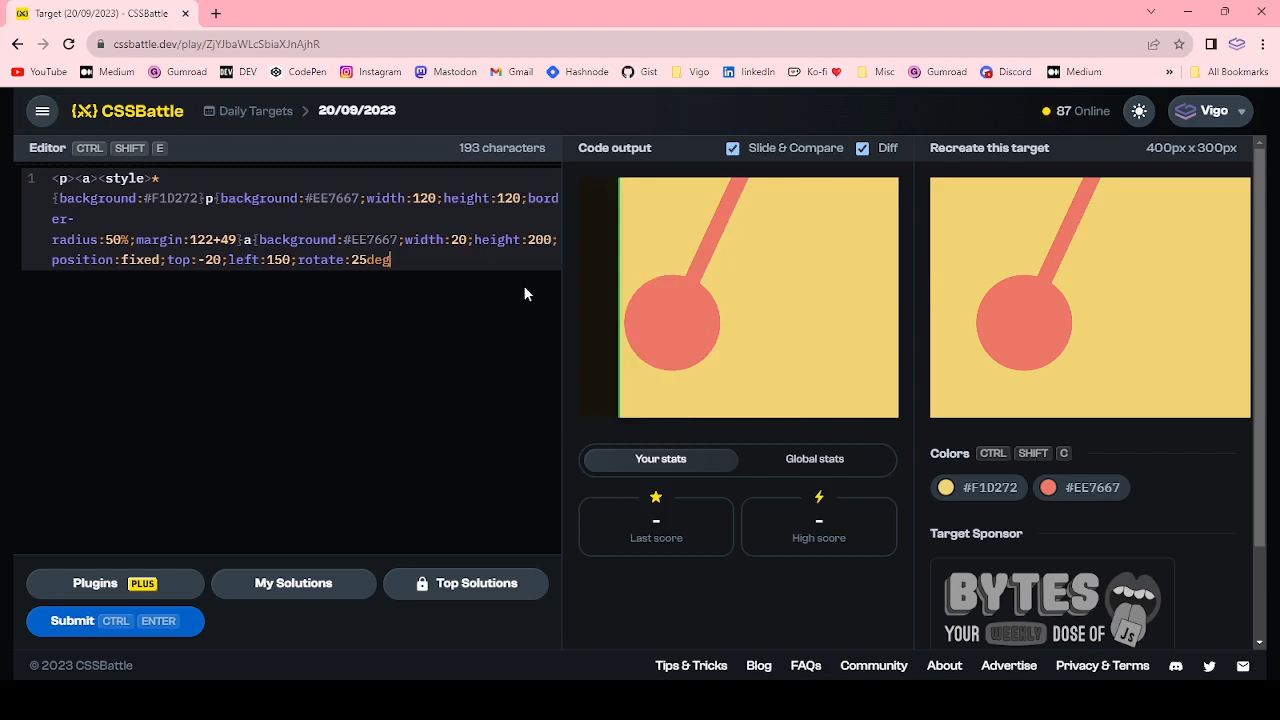 {X} Target (20/09/2023) - CSSBattle
cssbattle.dev/play/ZjYJbaWLcSbiaXJnAjhR
YouTube Medium Gumroad DEV DEV CodePen Instagram Mastodon Gmail Hashnode Gist Vigo linkedIn Ko-fi Misc Gumroad Discord Medium » All Bookmarks
{X} CSSBattle Daily Targets > 20/09/2023 87 Online Vigo
Editor CTRL SHIFT E 193 characters Code output Slide & Compare Diff Recreate this target 400px x 300px
1 <p><a><style>*
{background:#F1D272}p{background:#EE7667;width:120;height:120;bord
er-
radius:50%;margin:122+49}a{background:#EE7667;width:20;height:200;
position:fixed;top:-20;left:150;rotate:25deg
Your stats Global stats
Colors CTRL SHIFT C
#F1D272 #EE7667
- -
Last score High score
Target Sponsor
BYTES
YOUR WEEKLY DOSE OF JS
Plugins PLUS My Solutions Top Solutions
Submit CTRL ENTER
© 2023 CSSBattle Tips & Tricks Blog FAQs Community About Advertise Privacy & Terms